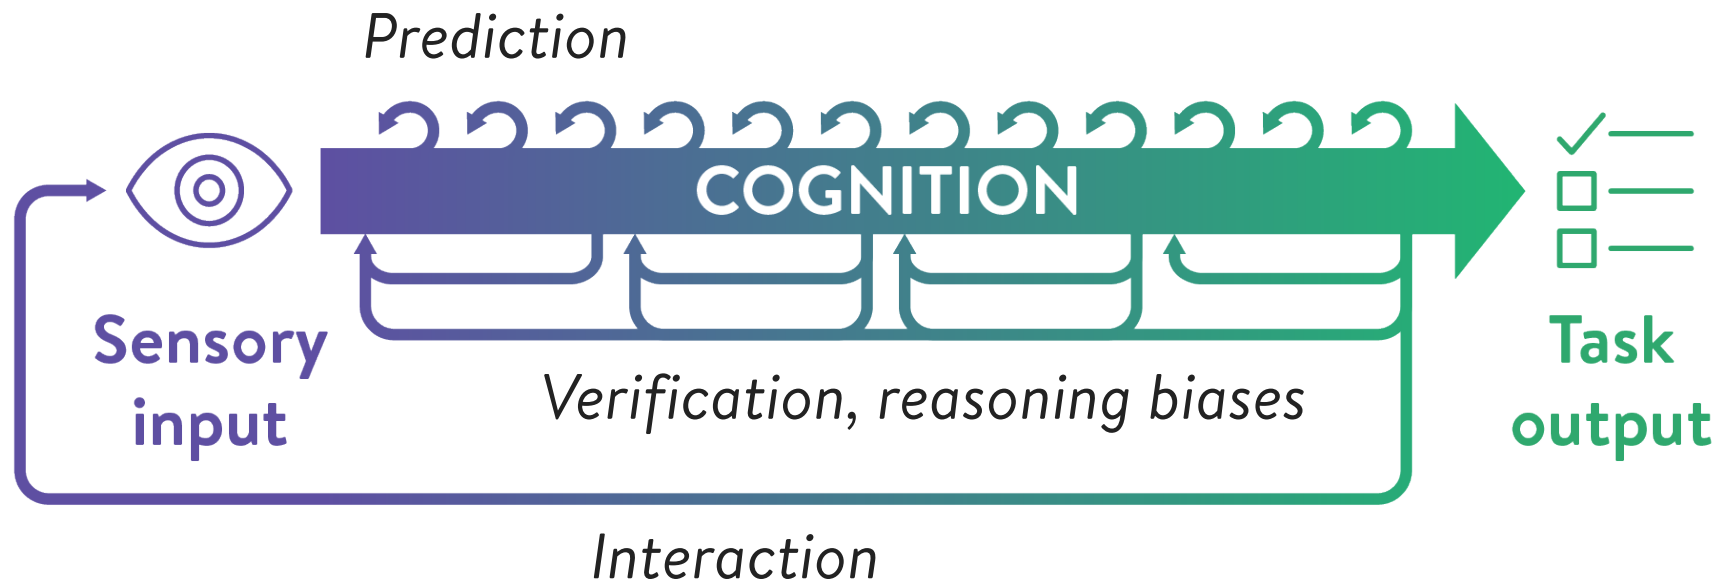 Prediction
COGNITION
Sensory
input
Task
output
Verification, reasoning biases
Interaction